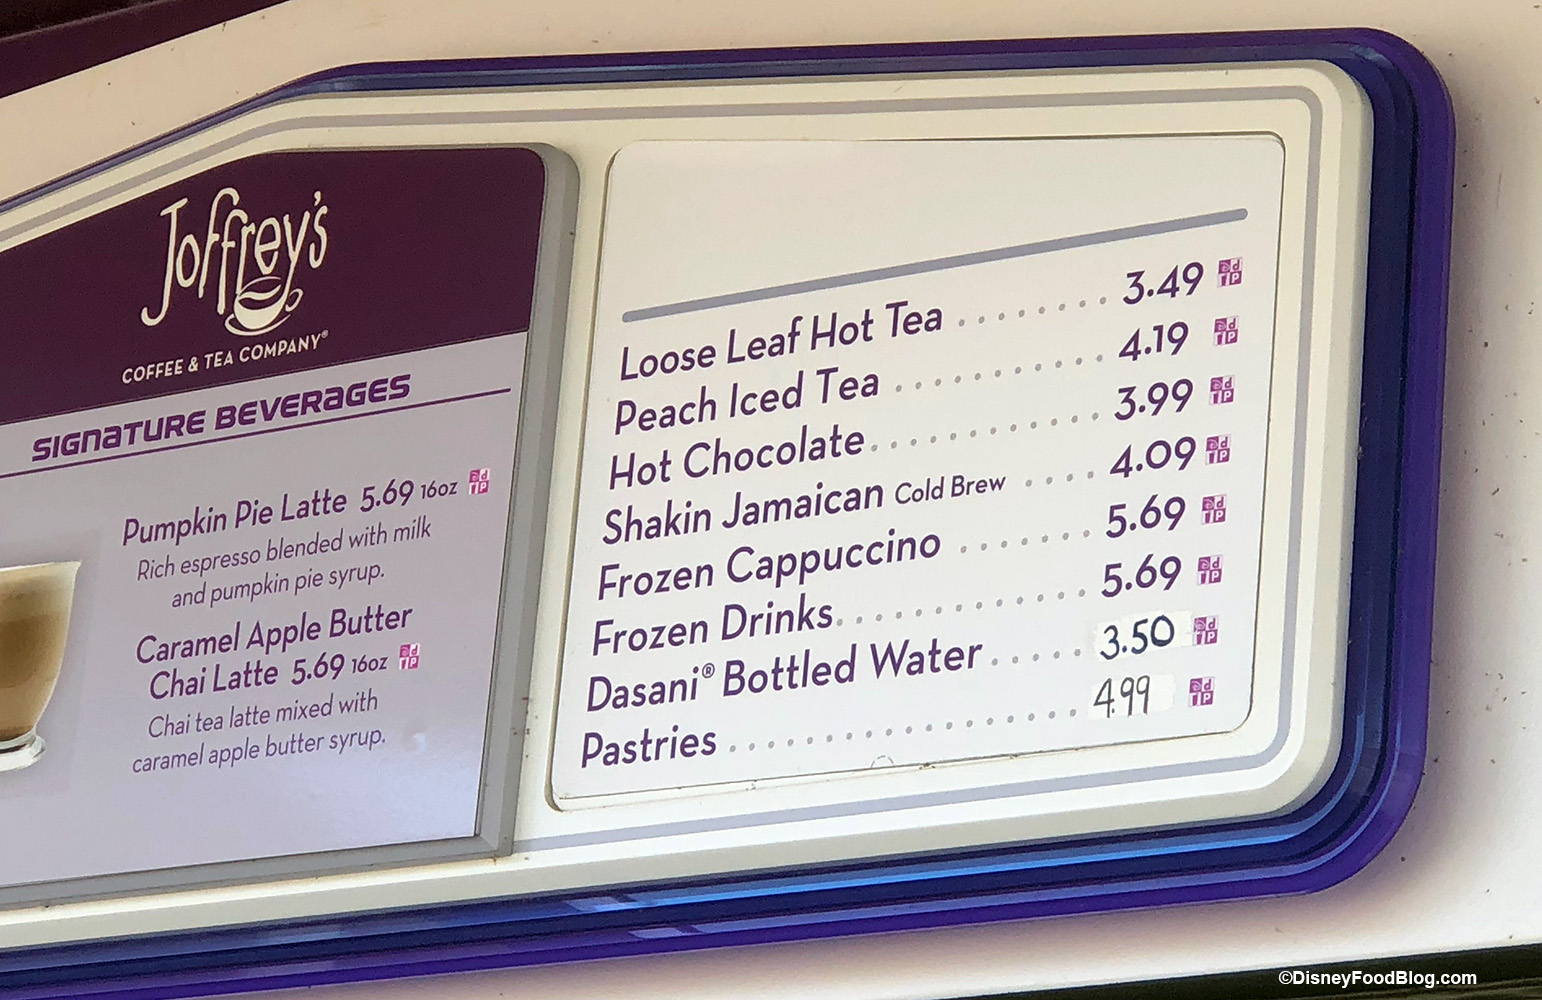 Joffrey's
COFFEE & TEA COMPANY®
SIGNATURE BEVERAGES
Pumpkin Pie Latte 5.69 16oz
Rich espresso blended with milk
and pumpkin pie syrup.
Caramel Apple Butter
Chai Latte 5.69 16oz
Chai tea latte mixed with
caramel apple butter syrup.
Loose Leaf Hot Tea ........ 3.49
Peach Iced Tea ............ 4.19
Hot Chocolate ............. 3.99
Shakin Jamaican Cold Brew .... 4.09
Frozen Cappuccino ........ 5.69
Frozen Drinks ............. 5.69
Dasani® Bottled Water ..... 3.50
Pastries .................. 4.99
©DisneyFoodBlog.com